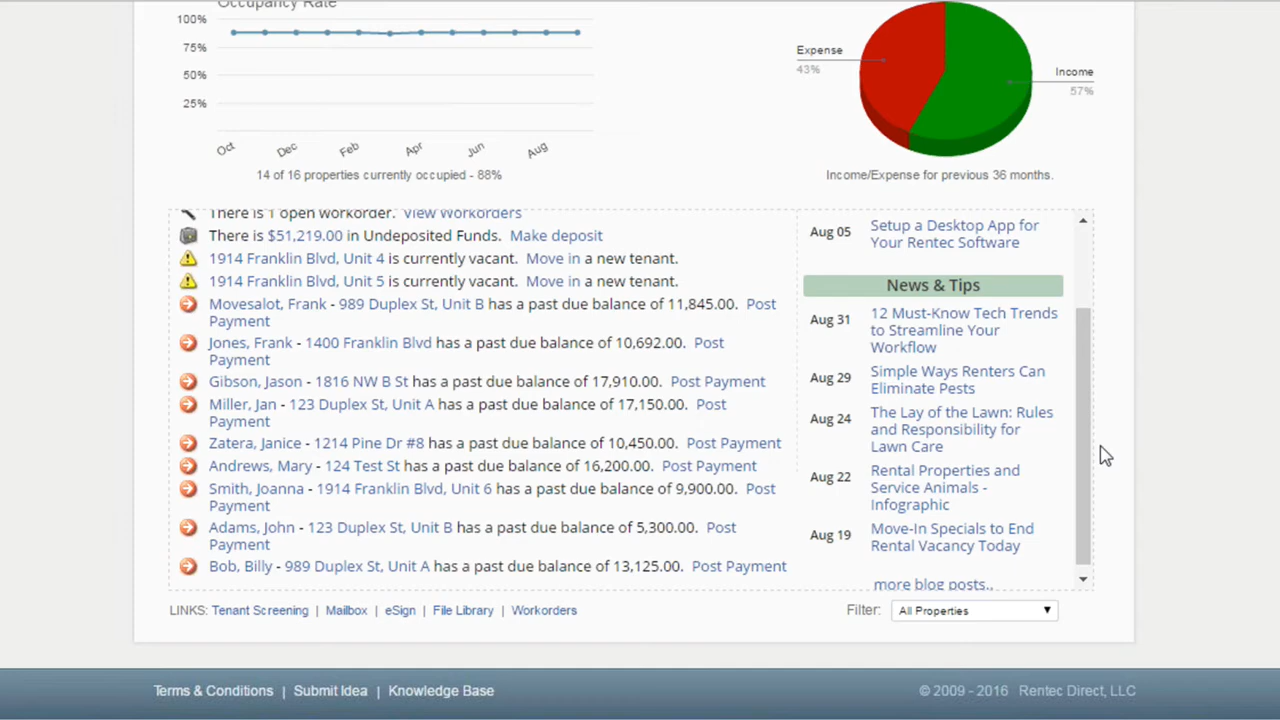 Occupancy Rate
100%
75%
50%
25%
Oct
Dec
Feb
Apr
Jun
Aug
14 of 16 properties currently occupied - 88%
Expense
43%
Income
57%
Income/Expense for previous 36 months.
There is 1 open workorder. View Workorders
There is $51,219.00 in Undeposited Funds. Make deposit
1914 Franklin Blvd, Unit 4 is currently vacant. Move in a new tenant.
1914 Franklin Blvd, Unit 5 is currently vacant. Move in a new tenant.
Movesalot, Frank - 989 Duplex St, Unit B has a past due balance of 11,845.00. Post
Payment
Jones, Frank - 1400 Franklin Blvd has a past due balance of 10,692.00. Post
Payment
Gibson, Jason - 1816 NW B St has a past due balance of 17,910.00. Post Payment
Miller, Jan - 123 Duplex St, Unit A has a past due balance of 17,150.00. Post
Payment
Zatera, Janice - 1214 Pine Dr #8 has a past due balance of 10,450.00. Post Payment
Andrews, Mary - 124 Test St has a past due balance of 16,200.00. Post Payment
Smith, Joanna - 1914 Franklin Blvd, Unit 6 has a past due balance of 9,900.00. Post
Payment
Adams, John - 123 Duplex St, Unit B has a past due balance of 5,300.00. Post
Payment
Bob, Billy - 989 Duplex St, Unit A has a past due balance of 13,125.00. Post Payment
Aug 05
Setup a Desktop App for
Your Rentec Software
News & Tips
Aug 31
12 Must-Know Tech Trends
to Streamline Your
Workflow
Aug 29
Simple Ways Renters Can
Eliminate Pests
Aug 24
The Lay of the Lawn: Rules
and Responsibility for
Lawn Care
Aug 22
Rental Properties and
Service Animals -
Infographic
Aug 19
Move-In Specials to End
Rental Vacancy Today
more blog posts..
LINKS: Tenant Screening | Mailbox | eSign | File Library | Workorders
Filter: All Properties
Terms & Conditions | Submit Idea | Knowledge Base
© 2009 - 2016 Rentec Direct, LLC